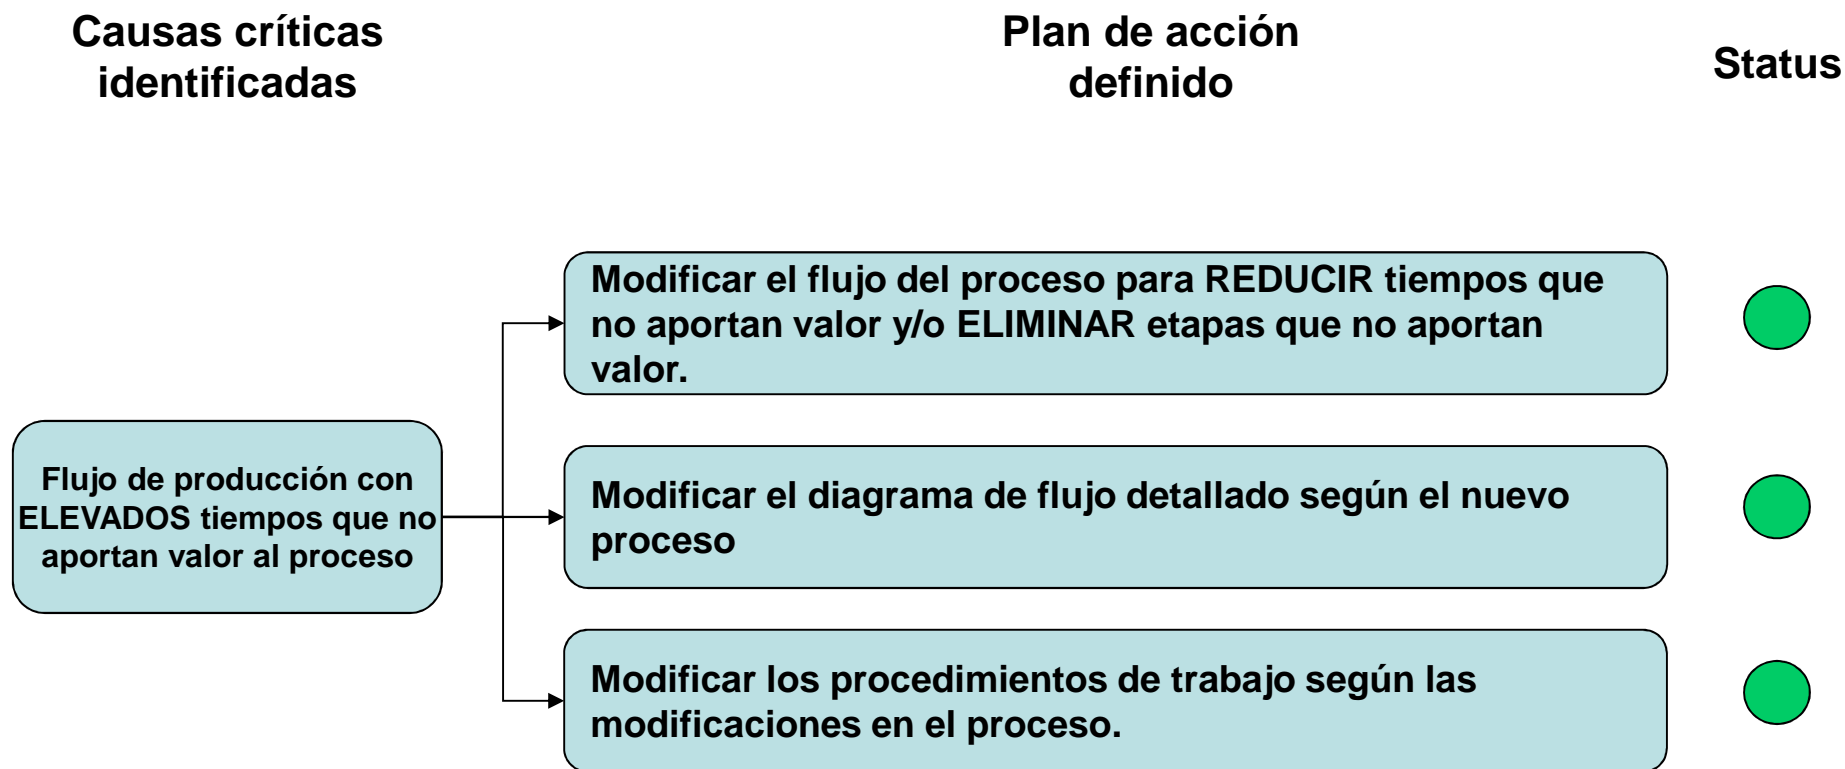 Causas críticas
identificadas
Plan de acción
definido
Status
Modificar el flujo del proceso para REDUCIR tiempos que
no aportan valor y/o ELIMINAR etapas que no aportan
valor.
Flujo de producción con
ELEVADOS tiempos que no
aportan valor al proceso
Modificar el diagrama de flujo detallado según el nuevo
proceso
Modificar los procedimientos de trabajo según las
modificaciones en el proceso.